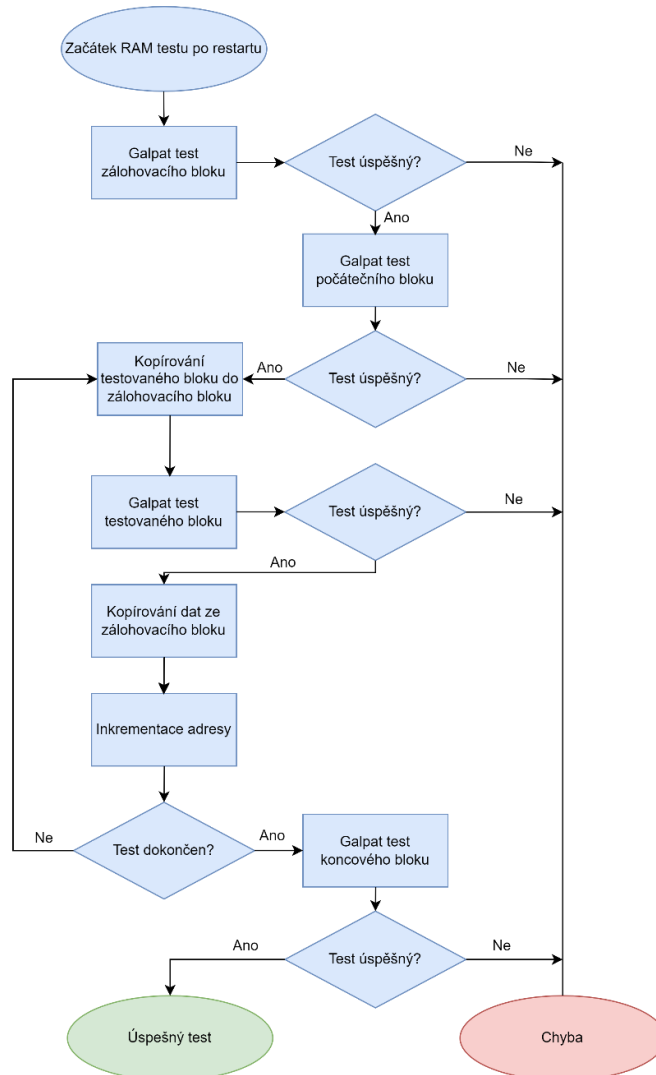 Začátek RAM testu po restartu
Galpat test
zálohovacího bloku
Test úspěšný?
Ne
Ano
Galpat test
počátečního bloku
Kopírování
testovaného bloku do
zálohovacího bloku
Ano
Test úspěšný?
Ne
Galpat test
testovaného bloku
Test úspěšný?
Ne
Ano
Kopírování dat ze
zálohovacího bloku
Inkrementace adresy
Ne
Test dokončen?
Ano
Galpat test
koncového bloku
Ano
Test úspěšný?
Ne
Úspešný test
Chyba